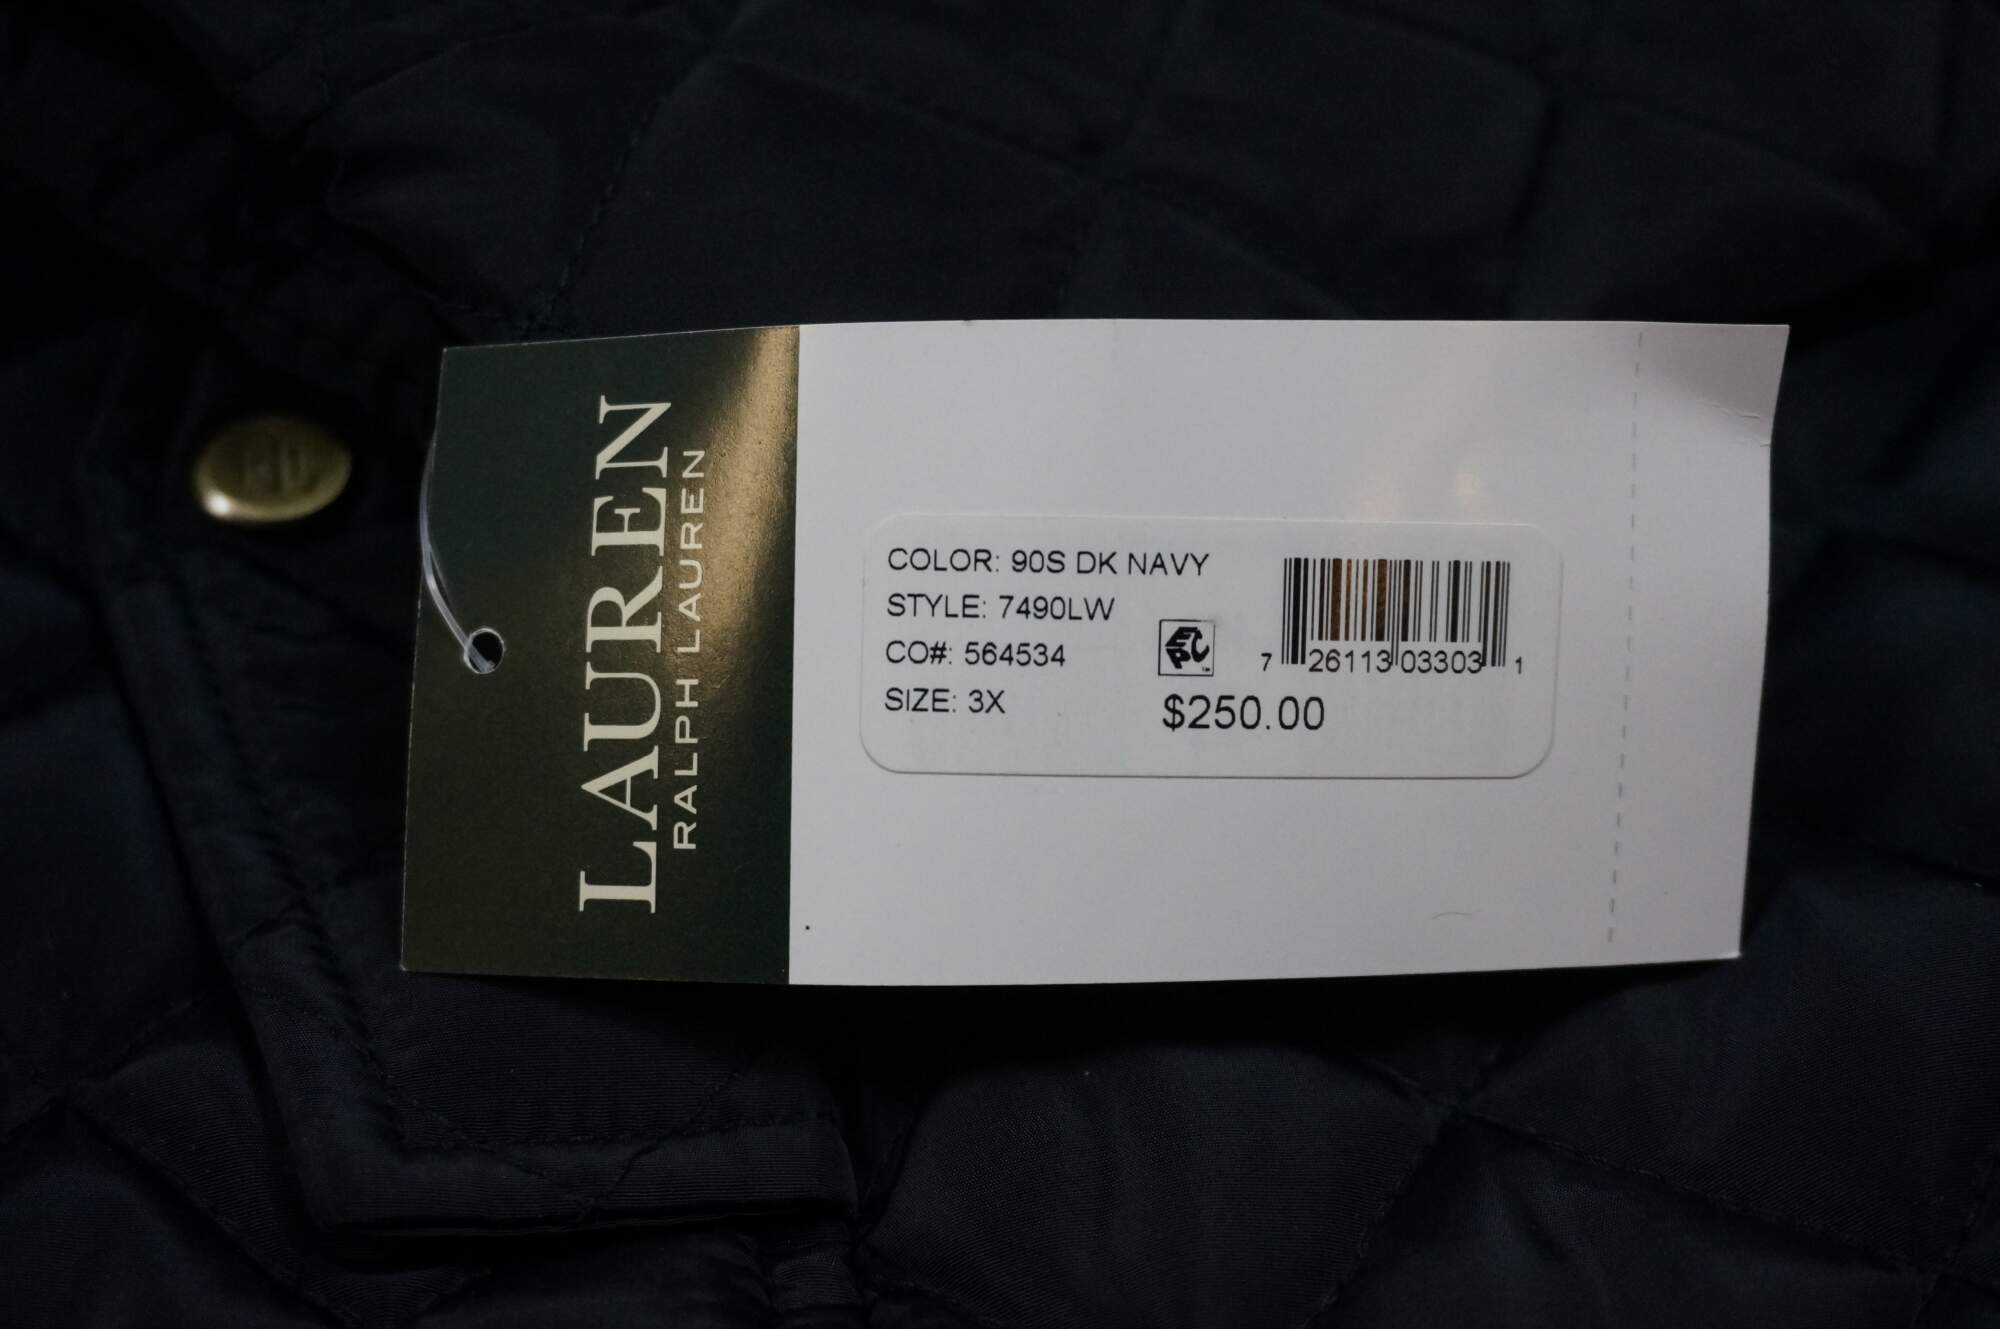 LAUREN
RALPH LAUREN
COLOR: 90S DK NAVY
STYLE: 7490LW
CO#: 564534
SIZE: 3X
EPC
7 26113 03303 1
$250.00